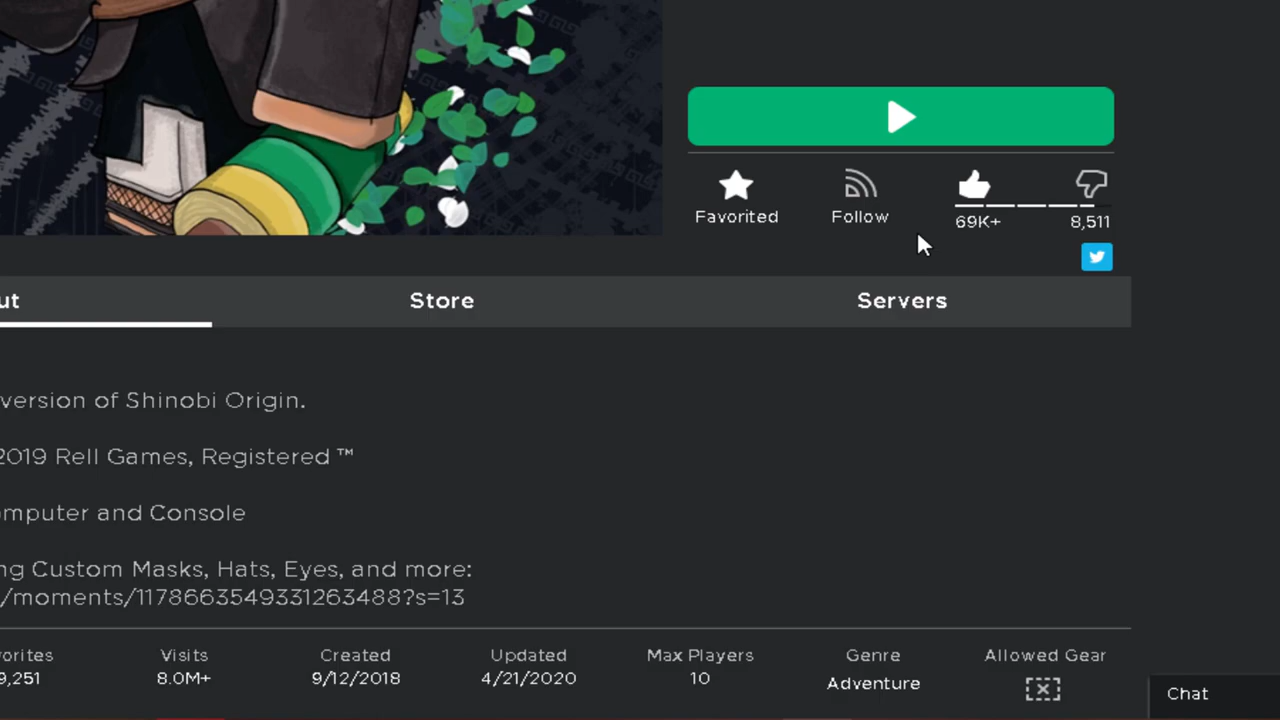 Favorited
Follow
69K+
8,511
ut
Store
Servers
version of Shinobi Origin.
2019 Rell Games, Registered ™
omputer and Console
ng Custom Masks, Hats, Eyes, and more:
/moments/1178663549331263488?s=13
orites
Visits
Created
Updated
Max Players
Genre
Allowed Gear
9,251
8.0M+
9/12/2018
4/21/2020
10
Adventure
Chat